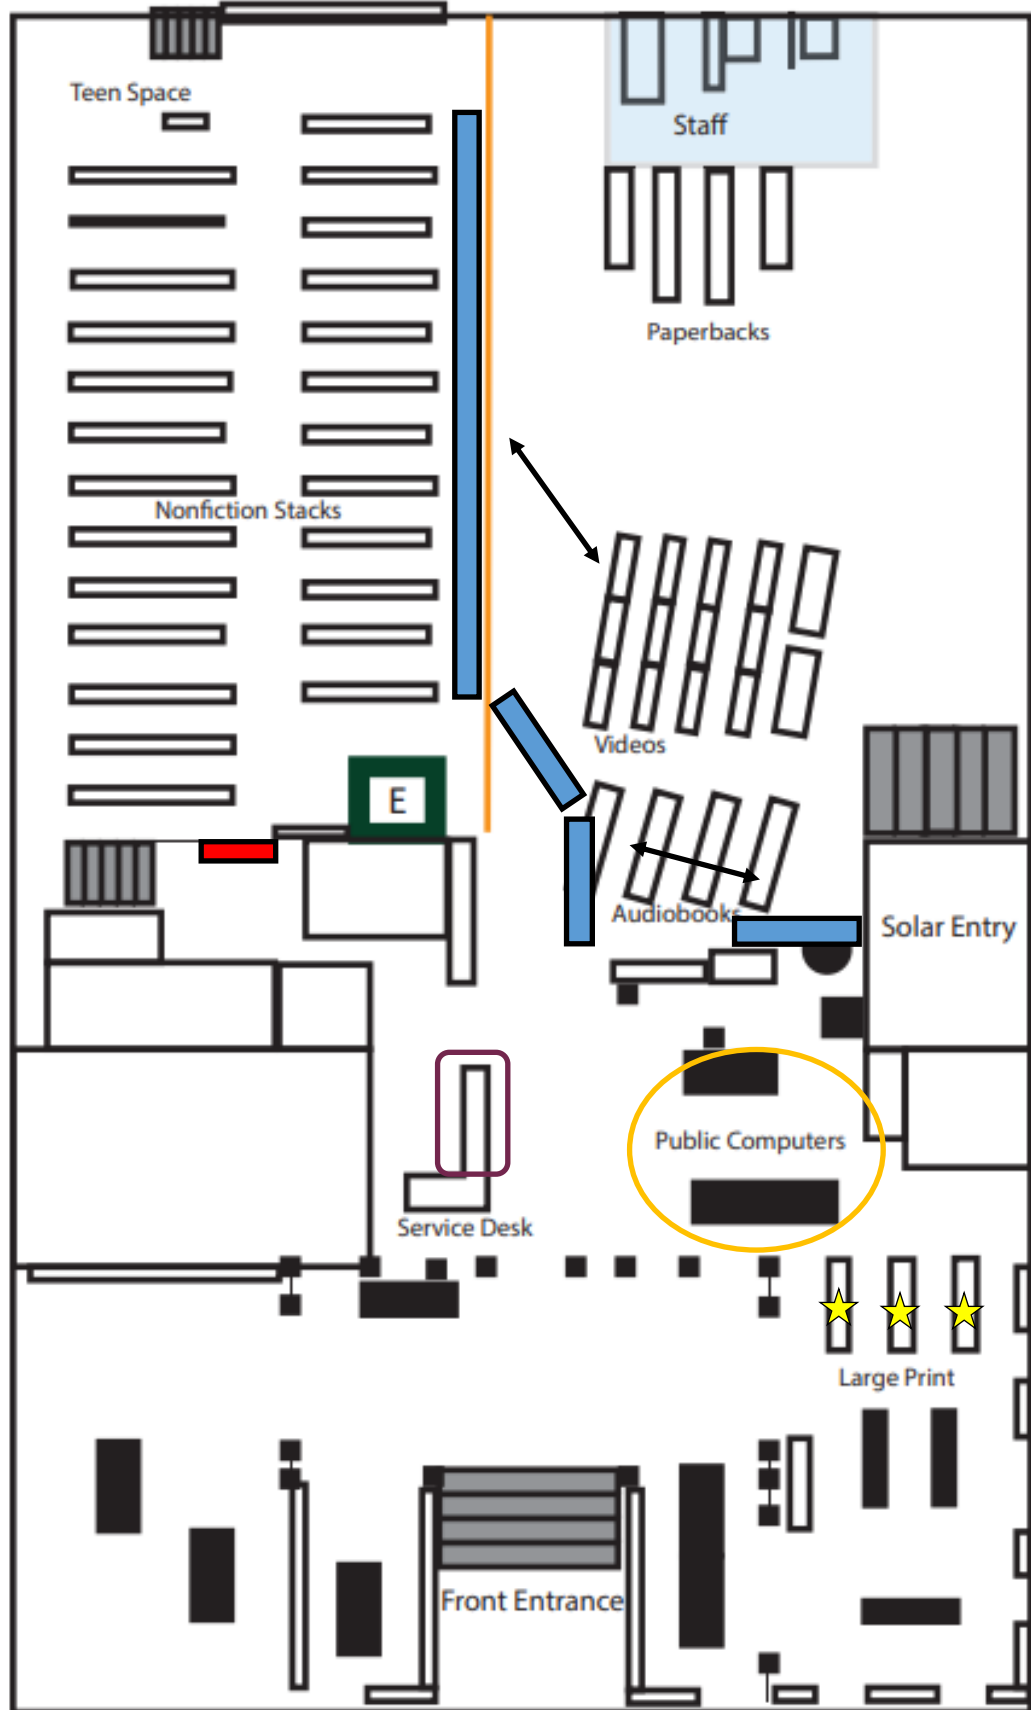 Teen Space
Staff
Paperbacks
Nonfiction Stacks
Videos
E
Audiobooks
Solar Entry
Public Computers
Service Desk
Large Print
Front Entrance